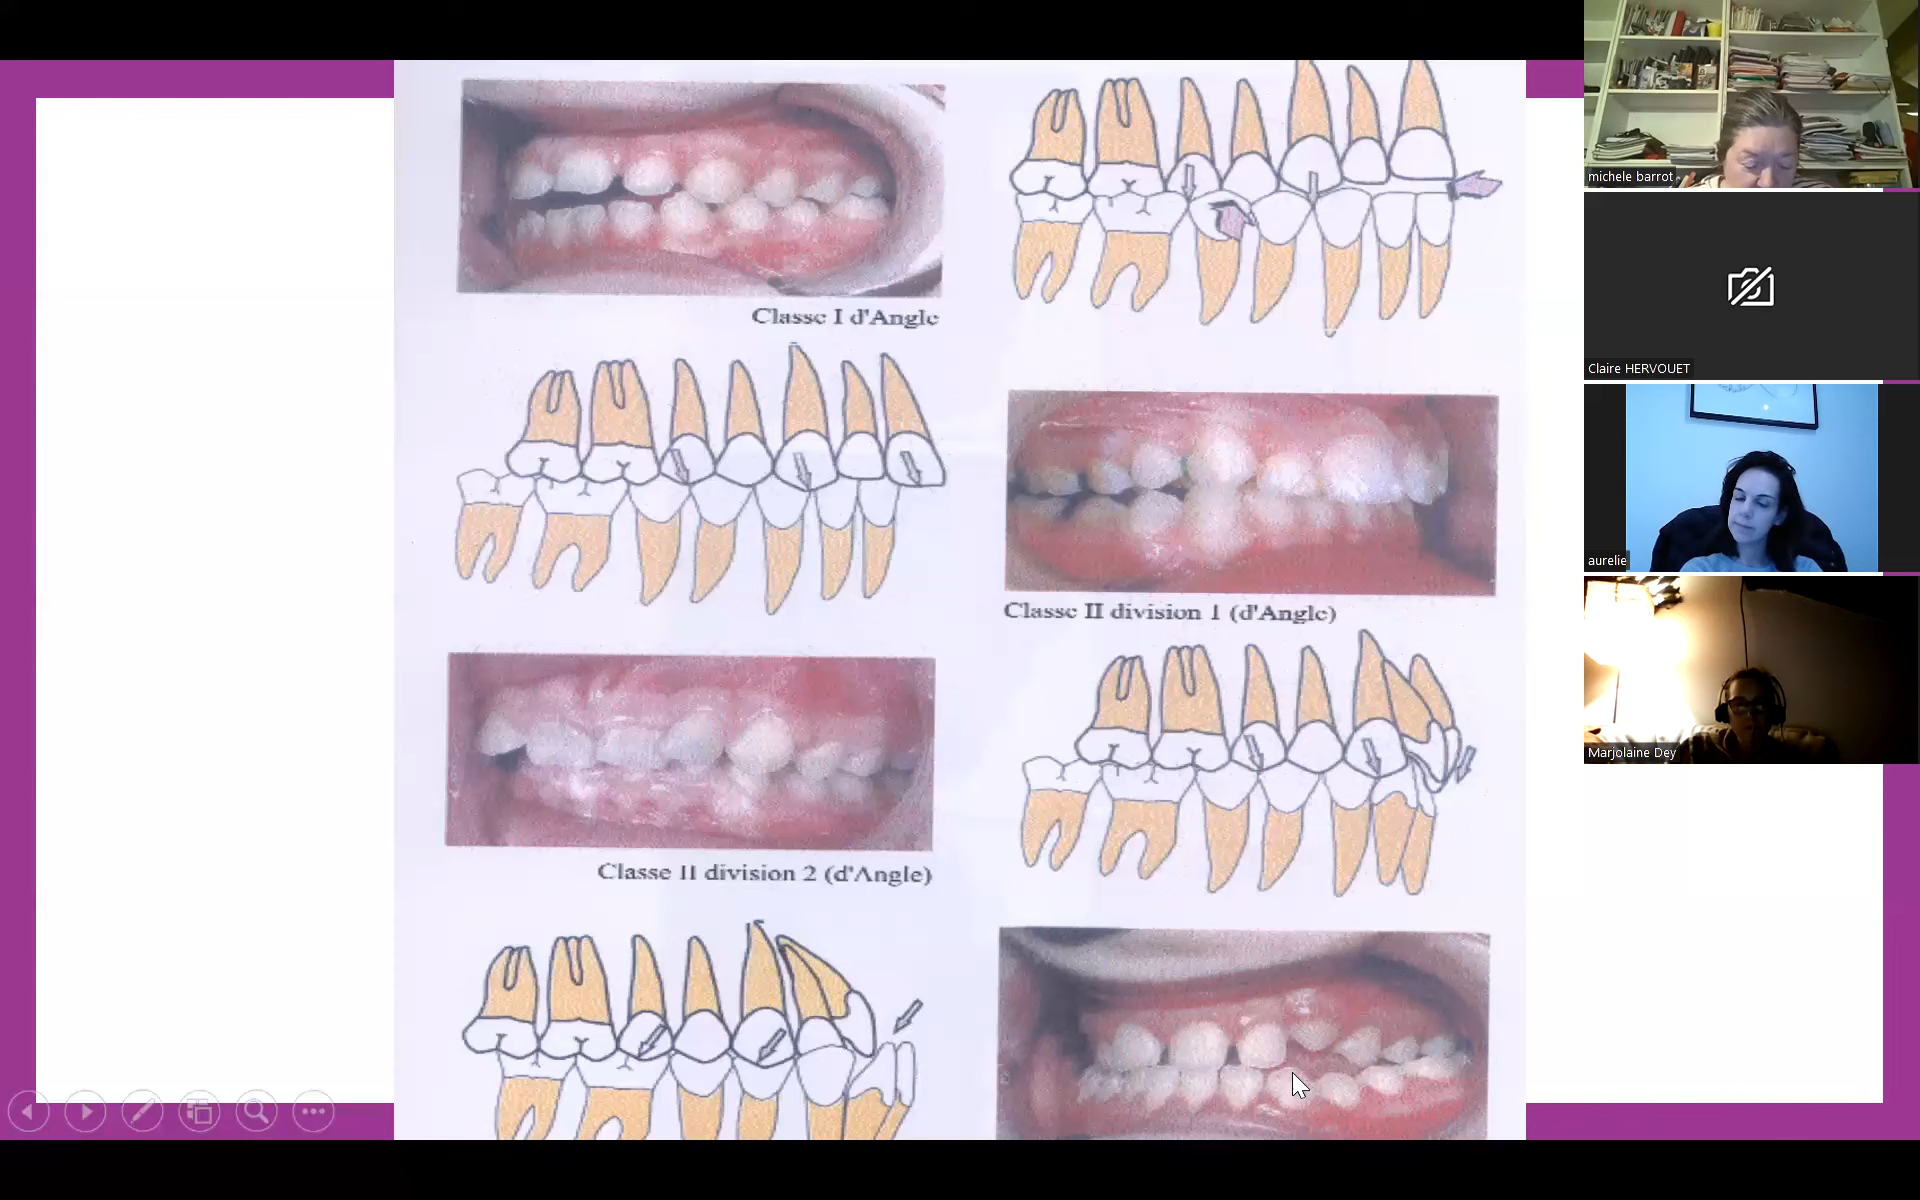 Classe I d'Angle
Classe II division 1 (d'Angle)
Classe II division 2 (d'Angle)
michele barrot
Claire HERVOUET
aurelie
Marjolaine Dey